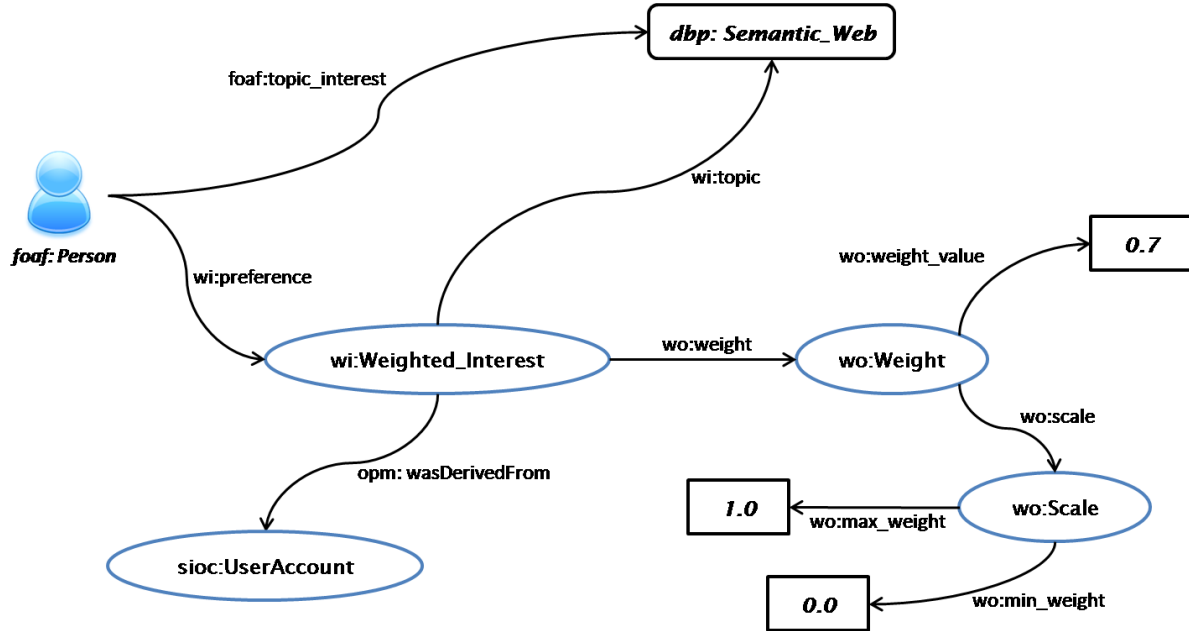 dbp: Semantic_Web
foaf:topic_interest
wi:topic
foaf: Person
wi:preference
wo:weight_value
0.7
wi:Weighted_Interest
wo:weight
wo:Weight
wo:scale
opm: wasDerivedFrom
1.0
wo:max_weight
wo:Scale
sioc:UserAccount
0.0
wo:min_weight